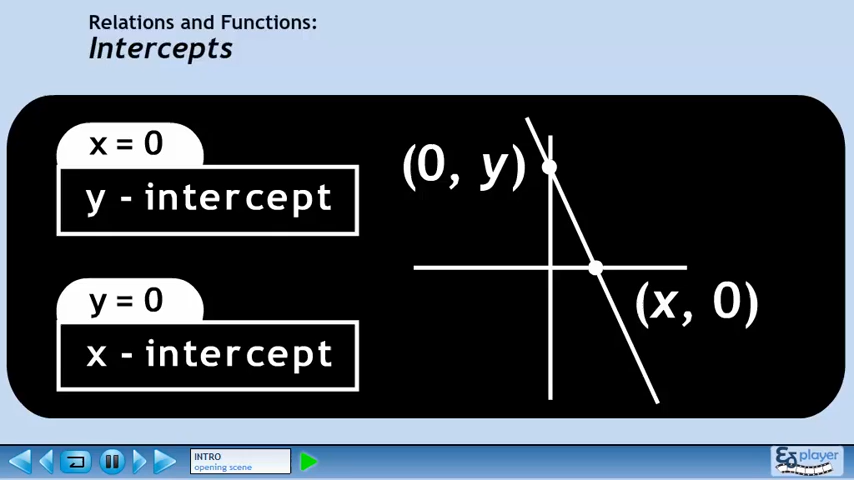 Relations and Functions:
Intercepts
x = 0
y - intercept
y = 0
x - intercept
(0, y)
(x, 0)
INTRO
opening scene
player